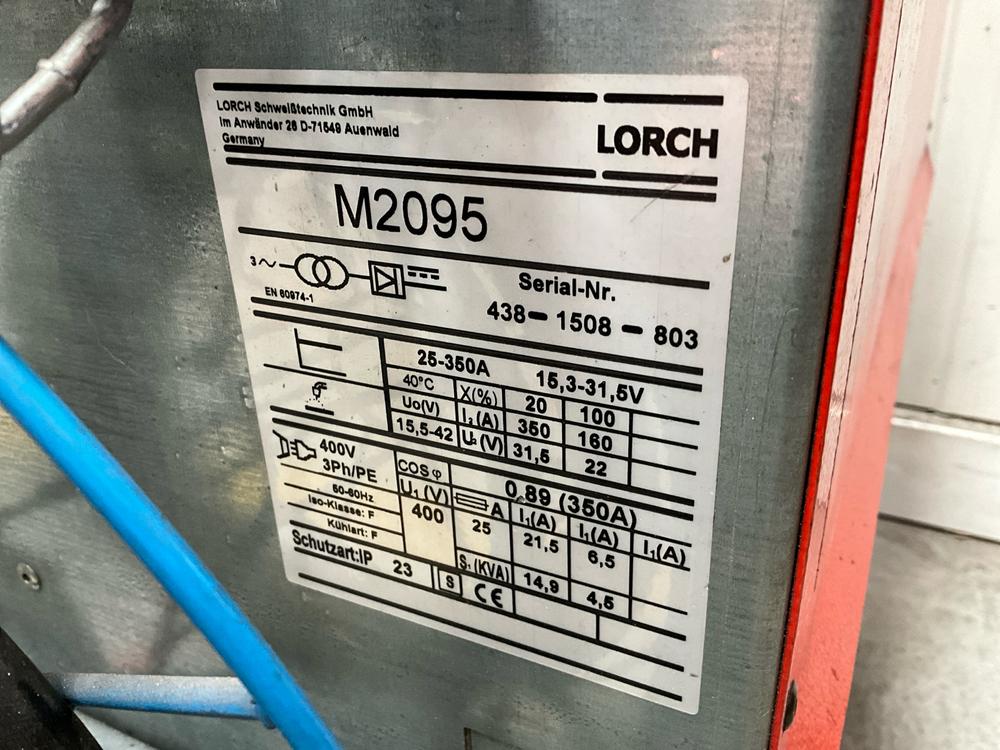 LORCH Schweißtechnik GmbH
Im Anwänder 26 D-71549 Auenwald
Germany
LORCH
M2095
3~
EN 60974-1
Serial-Nr.
438 - 1508 - 803
25-350A 15,3-31,5V
40°C X(%) 20 100
Uo(V) I₂(A) 350 160
15,5-42 U₂(V) 31,5 22
400V
3Ph/PE
50-60Hz
Iso-Klasse: F
Kühlart: F
COS φ 0,89 (350A)
U₁(V) A I₁(A) I₁(A) I₁(A)
400 25 21,5 6,5
S₁(KVA) 14,9 4,5
Schutzart:IP 23 S CE